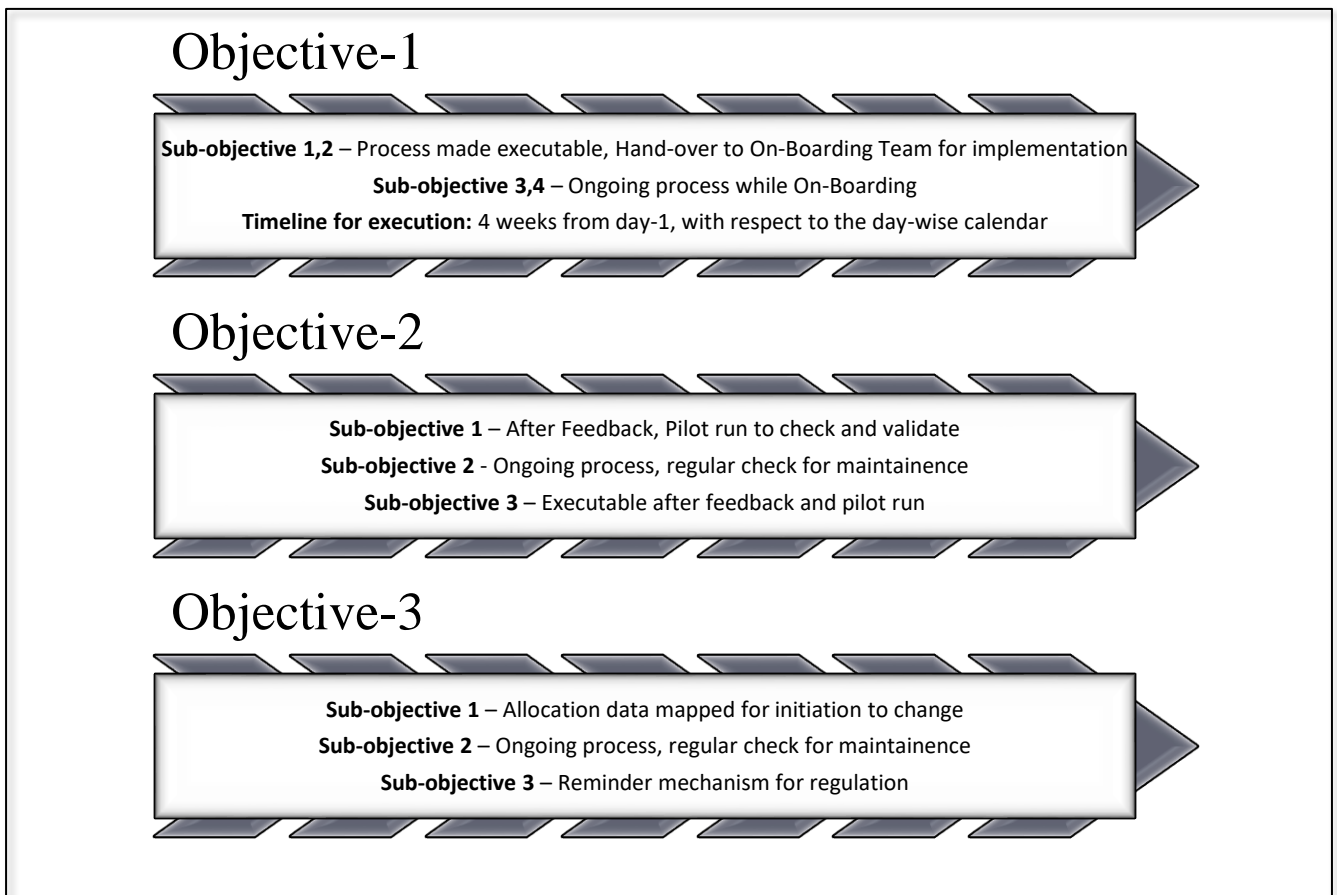 Objective-1
Sub-objective 1,2 – Process made executable, Hand-over to On-Boarding Team for implementation
Sub-objective 3,4 – Ongoing process while On-Boarding
Timeline for execution: 4 weeks from day-1, with respect to the day-wise calendar
Objective-2
Sub-objective 1 – After Feedback, Pilot run to check and validate
Sub-objective 2 - Ongoing process, regular check for maintainence
Sub-objective 3 – Executable after feedback and pilot run
Objective-3
Sub-objective 1 – Allocation data mapped for initiation to change
Sub-objective 2 – Ongoing process, regular check for maintainence
Sub-objective 3 – Reminder mechanism for regulation